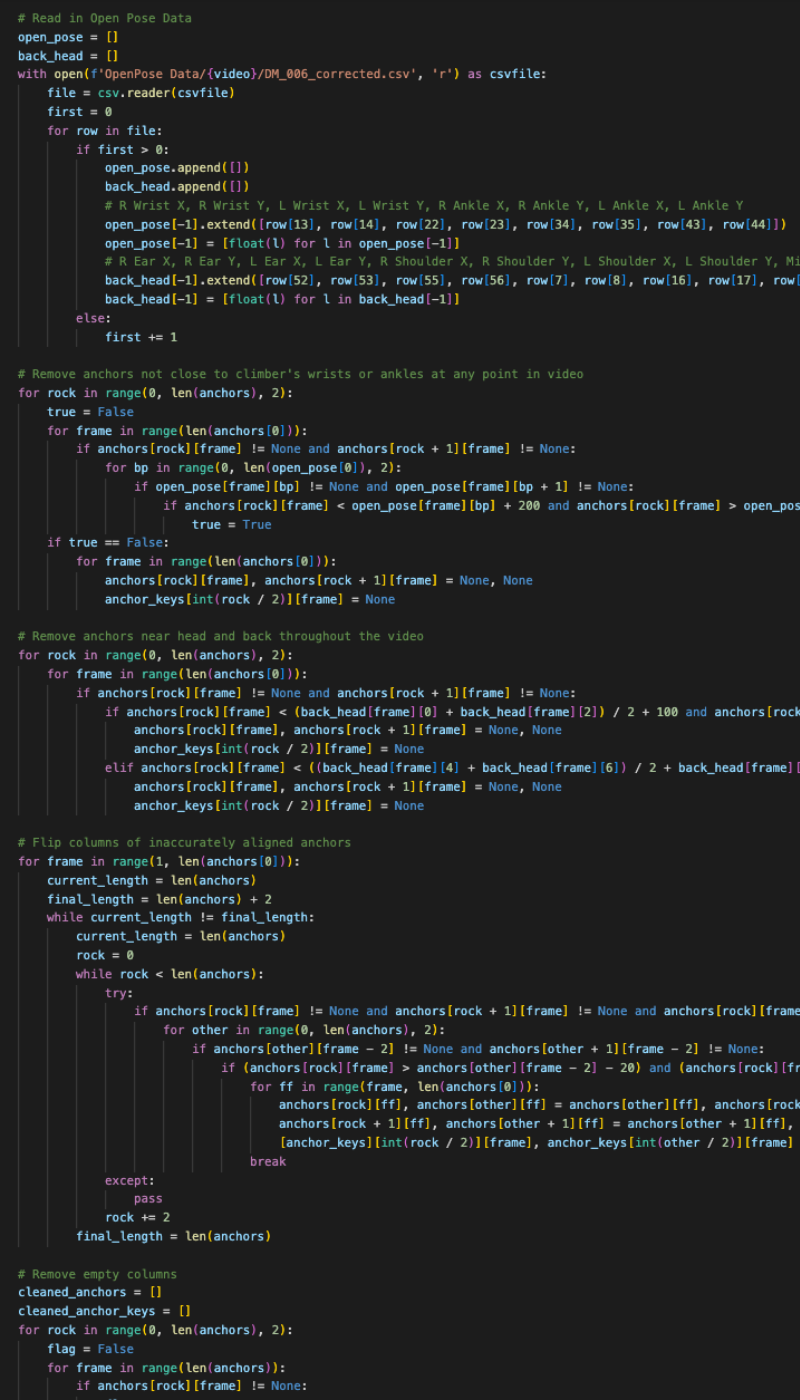 # Read in Open Pose Data
open_pose = []
back_head = []
with open(f'OpenPose Data/{video}/DM_006_corrected.csv', 'r') as csvfile:
    file = csv.reader(csvfile)
    first = 0
    for row in file:
        if first > 0:
            open_pose.append([])
            back_head.append([])
            # R Wrist X, R Wrist Y, L Wrist X, L Wrist Y, R Ankle X, R Ankle Y, L Ankle X, L Ankle Y
            open_pose[-1].extend([row[13], row[14], row[22], row[23], row[34], row[35], row[43], row[44]])
            open_pose[-1] = [float(l) for l in open_pose[-1]]
            # R Ear X, R Ear Y, L Ear X, L Ear Y, R Shoulder X, R Shoulder Y, L Shoulder X, L Shoulder Y, Mi
            back_head[-1].extend([row[52], row[53], row[55], row[56], row[7], row[8], row[16], row[17], row[
            back_head[-1] = [float(l) for l in back_head[-1]]
        else:
            first += 1

# Remove anchors not close to climber's wrists or ankles at any point in video
for rock in range(0, len(anchors), 2):
    true = False
    for frame in range(len(anchors[0])):
        if anchors[rock][frame] != None and anchors[rock + 1][frame] != None:
            for bp in range(0, len(open_pose[0]), 2):
                if open_pose[frame][bp] != None and open_pose[frame][bp + 1] != None:
                    if anchors[rock][frame] < open_pose[frame][bp] + 200 and anchors[rock][frame] > open_pos
                        true = True
    if true == False:
        for frame in range(len(anchors[0])):
            anchors[rock][frame], anchors[rock + 1][frame] = None, None
            anchor_keys[int(rock / 2)][frame] = None

# Remove anchors near head and back throughout the video
for rock in range(0, len(anchors), 2):
    for frame in range(len(anchors[0])):
        if anchors[rock][frame] != None and anchors[rock + 1][frame] != None:
            if anchors[rock][frame] < (back_head[frame][0] + back_head[frame][2]) / 2 + 100 and anchors[rock
                anchors[rock][frame], anchors[rock + 1][frame] = None, None
                anchor_keys[int(rock / 2)][frame] = None
            elif anchors[rock][frame] < ((back_head[frame][4] + back_head[frame][6]) / 2 + back_head[frame][
                anchors[rock][frame], anchors[rock + 1][frame] = None, None
                anchor_keys[int(rock / 2)][frame] = None

# Flip columns of inaccurately aligned anchors
for frame in range(1, len(anchors[0])):
    current_length = len(anchors)
    final_length = len(anchors) + 2
    while current_length != final_length:
        current_length = len(anchors)
        rock = 0
        while rock < len(anchors):
            try:
                if anchors[rock][frame] != None and anchors[rock + 1][frame] != None and anchors[rock][frame
                    for other in range(0, len(anchors), 2):
                        if anchors[other][frame - 2] != None and anchors[other + 1][frame - 2] != None:
                            if (anchors[rock][frame] > anchors[other][frame - 2] - 20) and (anchors[rock][fr
                                for ff in range(frame, len(anchors[0])):
                                    anchors[rock][ff], anchors[other][ff] = anchors[other][ff], anchors[rock
                                    anchors[rock + 1][ff], anchors[other + 1][ff] = anchors[other + 1][ff],
                                    [anchor_keys][int(rock / 2)][frame], anchor_keys[int(other / 2)][frame]
                                break
            except:
                pass
            rock += 2
        final_length = len(anchors)

# Remove empty columns
cleaned_anchors = []
cleaned_anchor_keys = []
for rock in range(0, len(anchors), 2):
    flag = False
    for frame in range(len(anchors)):
        if anchors[rock][frame] != None: